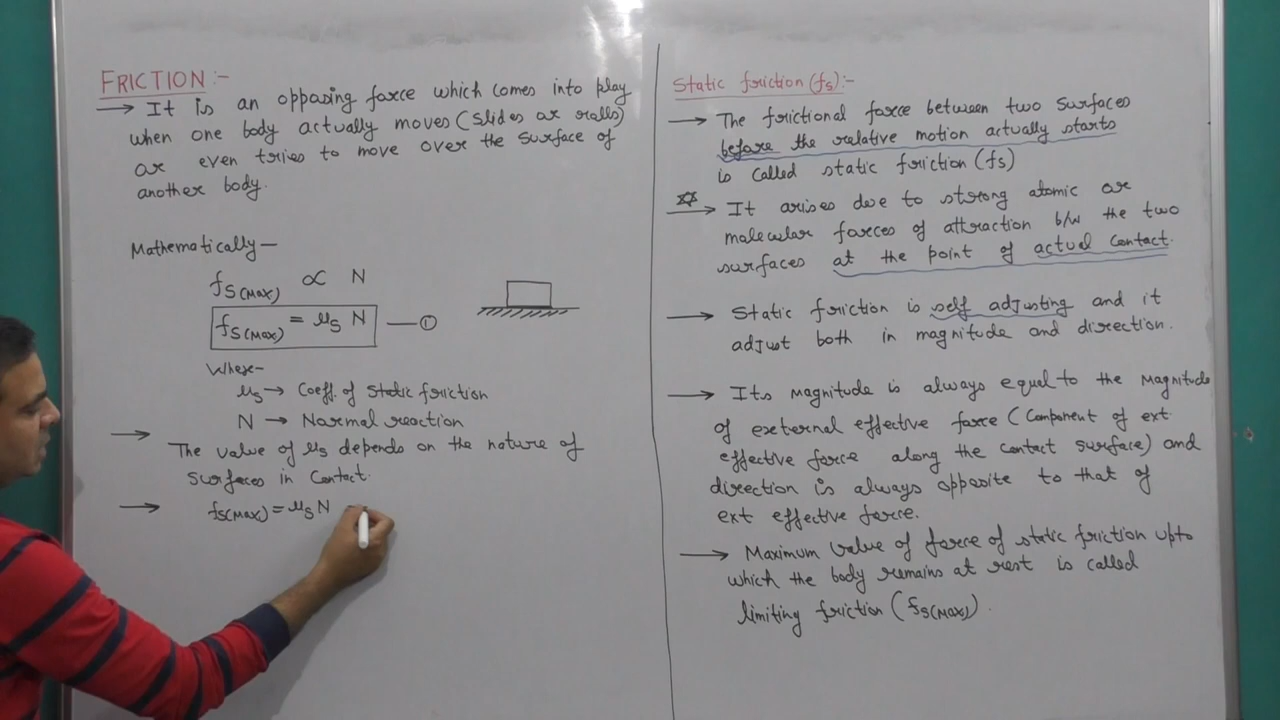 FRICTION:-
→ It is an opposing force which comes into play
when one body actually moves (slides or rolls)
or even tries to move over the surface of
another body.
Mathematically—
fS(MAX) ∝ N
fS(MAX) = μS N —①
Where-
μS → Coeff. of Static friction
N → Normal reaction
→ The value of μS depends on the nature of
surfaces in Contact.
→ fS(MAX) = μS N
Static friction (fs):-
→ The frictional force between two surfaces
before the relative motion actually starts
is called static friction (fs)
→ It arises due to strong atomic or
molecular forces of attraction b/w the two
surfaces at the point of actual contact.
→ Static friction is self adjusting and it
adjust both in magnitude and direction.
→ Its magnitude is always equal to the magnitude
of external effective force (Component of ext
effective force along the contact surface) and
direction is always opposite to that of
ext effective force.
→ Maximum value of force of static friction upto
which the body remains at rest is called
limiting friction (fS(MAX)).